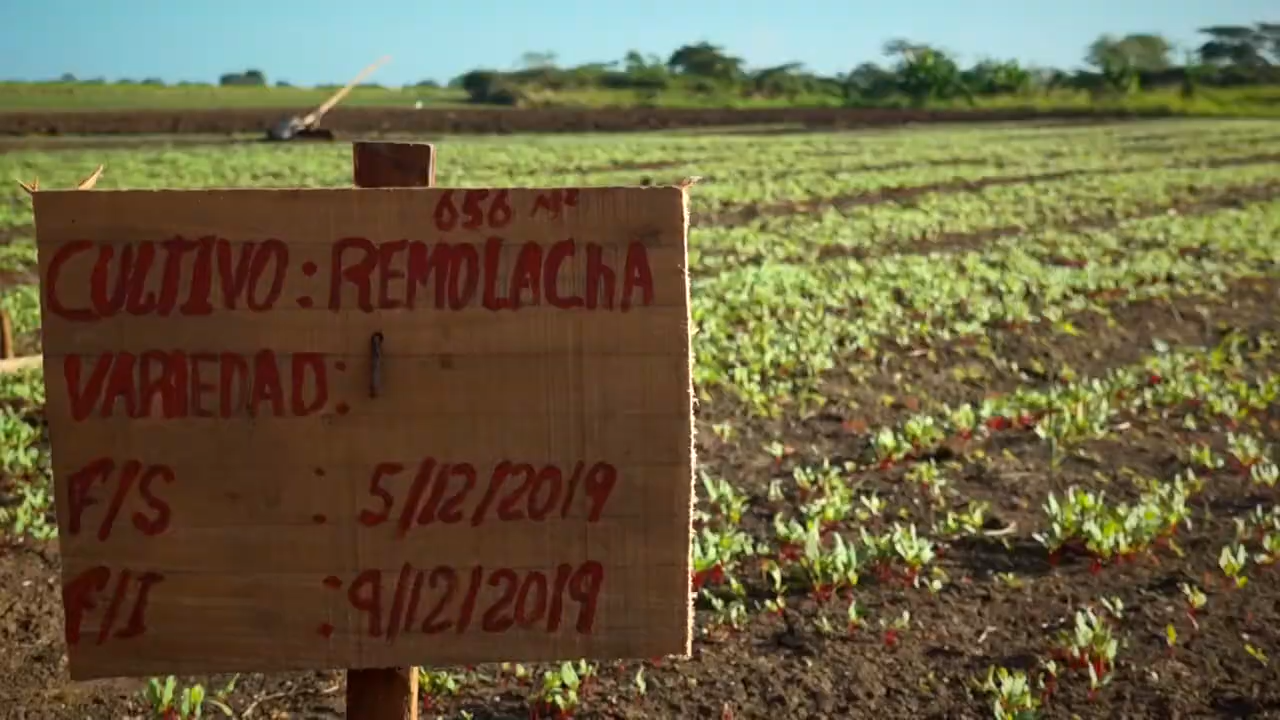 656 M²
CULTIVO: REMOLACHA
VARIEDAD:
F/S : 5/12/2019
F/I : 9/12/2019